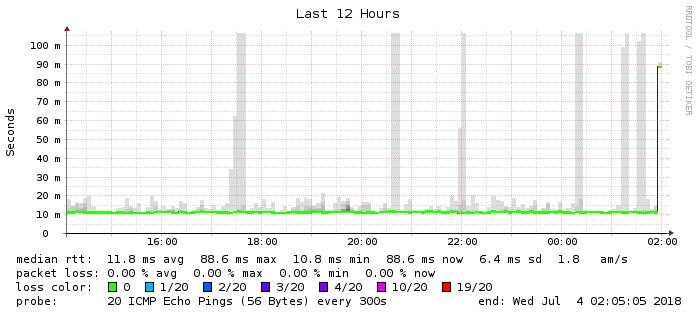 Last 12 Hours
RRDTOOL / TOBI OETIKER
Seconds
100 m
90 m
80 m
70 m
60 m
50 m
40 m
30 m
20 m
10 m
0
16:00 18:00 20:00 22:00 00:00 02:00
median rtt: 11.8 ms avg 88.6 ms max 10.8 ms min 88.6 ms now 6.4 ms sd 1.8 am/s
packet loss: 0.00 % avg 0.00 % max 0.00 % min 0.00 % now
loss color: 0 1/20 2/20 3/20 4/20 10/20 19/20
probe: 20 ICMP Echo Pings (56 Bytes) every 300s end: Wed Jul 4 02:05:05 2018